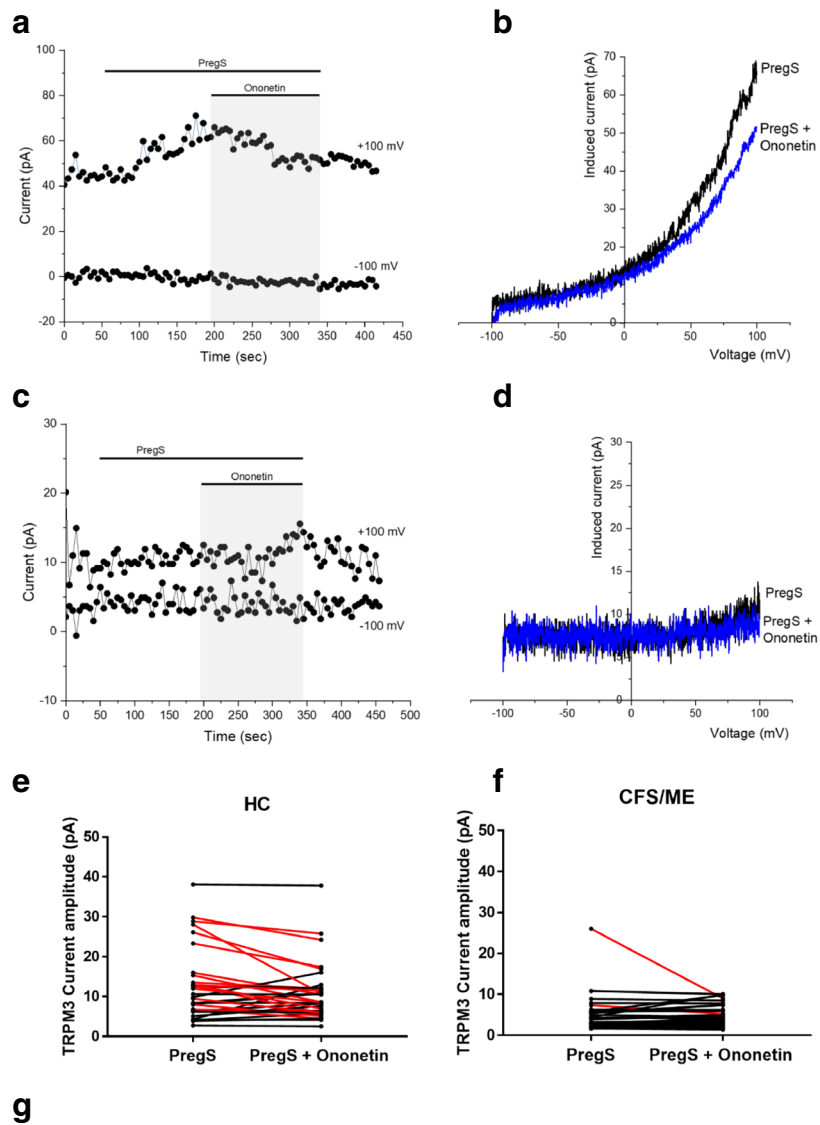 a
100
80
60
40
20
0
-20
Current (pA)
PregS
Ononetin
+100 mV
-100 mV
0 50 100 150 200 250 300 350 400 450
Time (sec)
b
70
60
50
40
30
20
10
0
Induced current (pA)
PregS
PregS +
Ononetin
-100 -50 0 50 100
Voltage (mV)
c
30
20
10
0
-10
Current (pA)
PregS
Ononetin
+100 mV
-100 mV
0 50 100 150 200 250 300 350 400 450 500
Time (sec)
d
30
25
20
15
10
5
0
Induced current (pA)
PregS
PregS +
Ononetin
-100 -50 0 50 100
Voltage (mV)
e
HC
50
40
30
20
10
0
TRPM3 Current amplitude (pA)
PregS PregS + Ononetin
f
CFS/ME
50
40
30
20
10
0
TRPM3 Current amplitude (pA)
PregS PregS + Ononetin
g